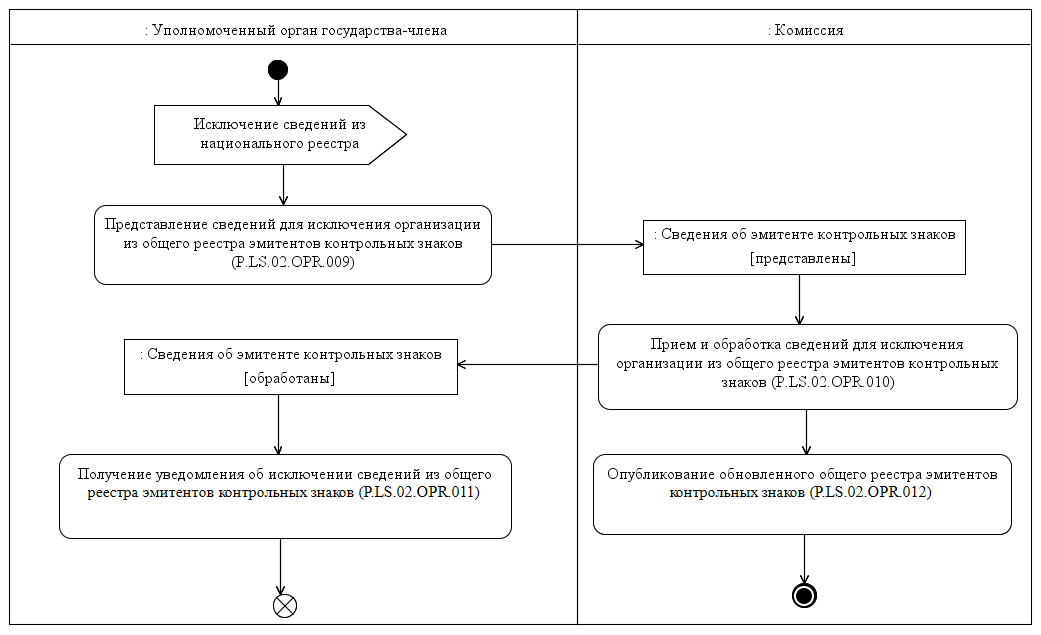 : Уполномоченный орган государства-члена
: Комиссия
Исключение сведений из
национального реестра
Представление сведений для исключения организации
из общего реестра эмитентов контрольных знаков
(P.LS.02.OPR.009)
: Сведения об эмитенте контрольных знаков
[представлены]
Прием и обработка сведений для исключения
организации из общего реестра эмитентов контрольных
знаков (P.LS.02.OPR.010)
: Сведения об эмитенте контрольных знаков
[обработаны]
Получение уведомления об исключении сведений из общего
реестра эмитентов контрольных знаков (P.LS.02.OPR.011)
Опубликование обновленного общего реестра эмитентов
контрольных знаков (P.LS.02.OPR.012)